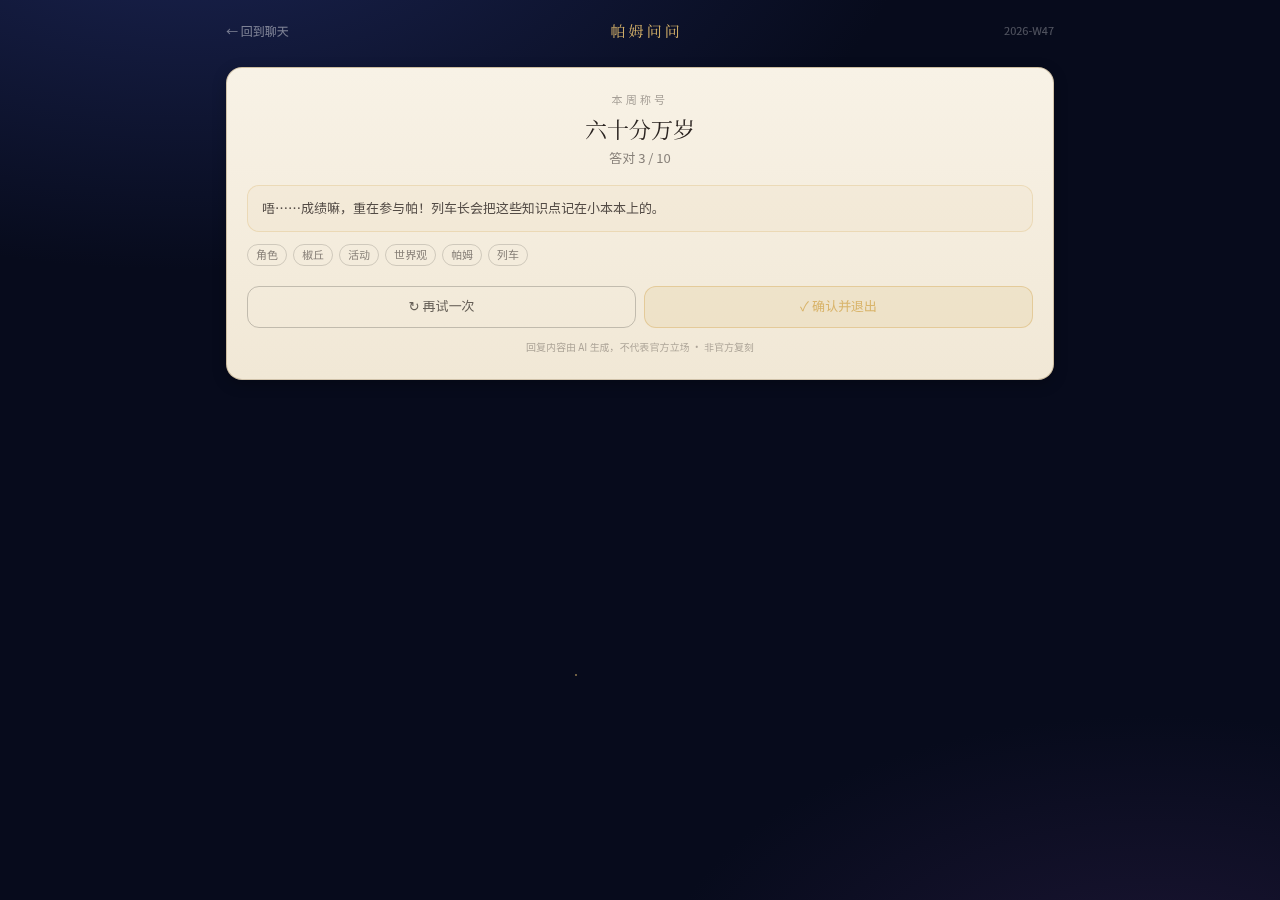 ← 回到聊天
帕姆问问
2026-W47
本周称号
六十分万岁
答对 3 / 10
唔……成绩嘛，重在参与帕！列车长会把这些知识点记在小本本上的。
角色 椒丘 活动 世界观 帕姆 列车
↻ 再试一次
✓ 确认并退出
回复内容由 AI 生成，不代表官方立场 · 非官方复刻